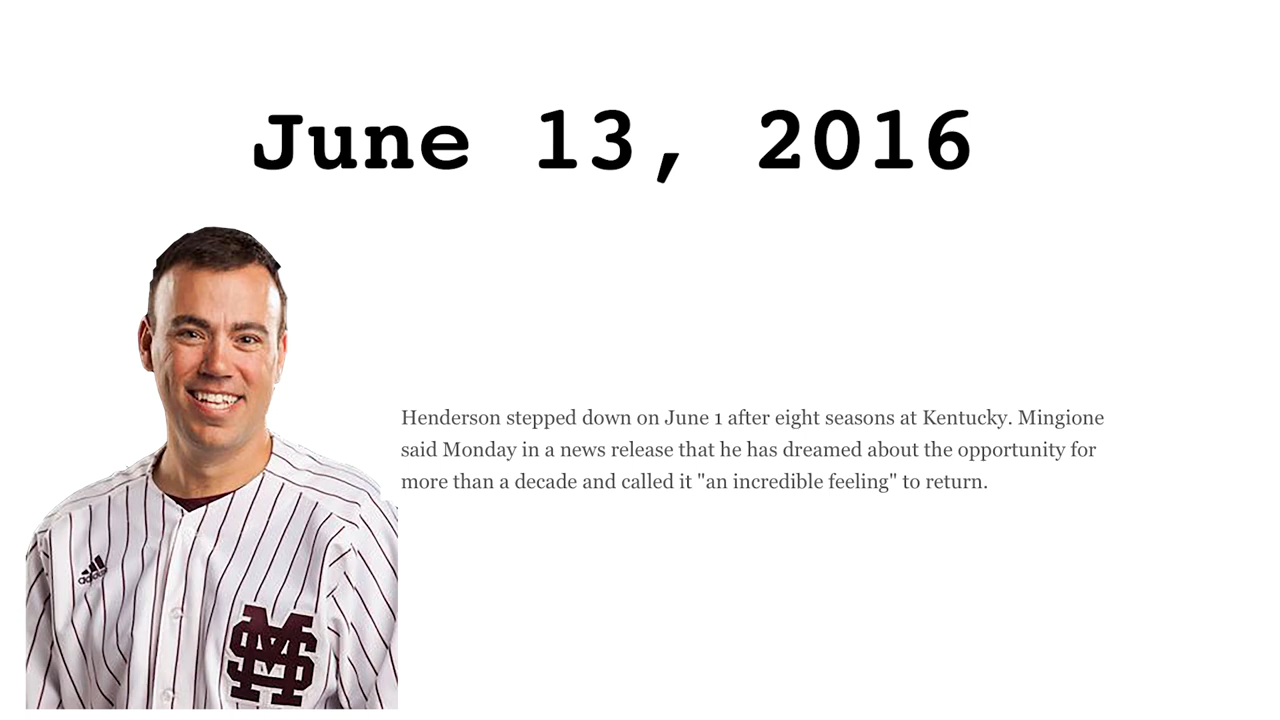 June 13, 2016
Henderson stepped down on June 1 after eight seasons at Kentucky. Mingione
said Monday in a news release that he has dreamed about the opportunity for
more than a decade and called it "an incredible feeling" to return.
adidas
MS